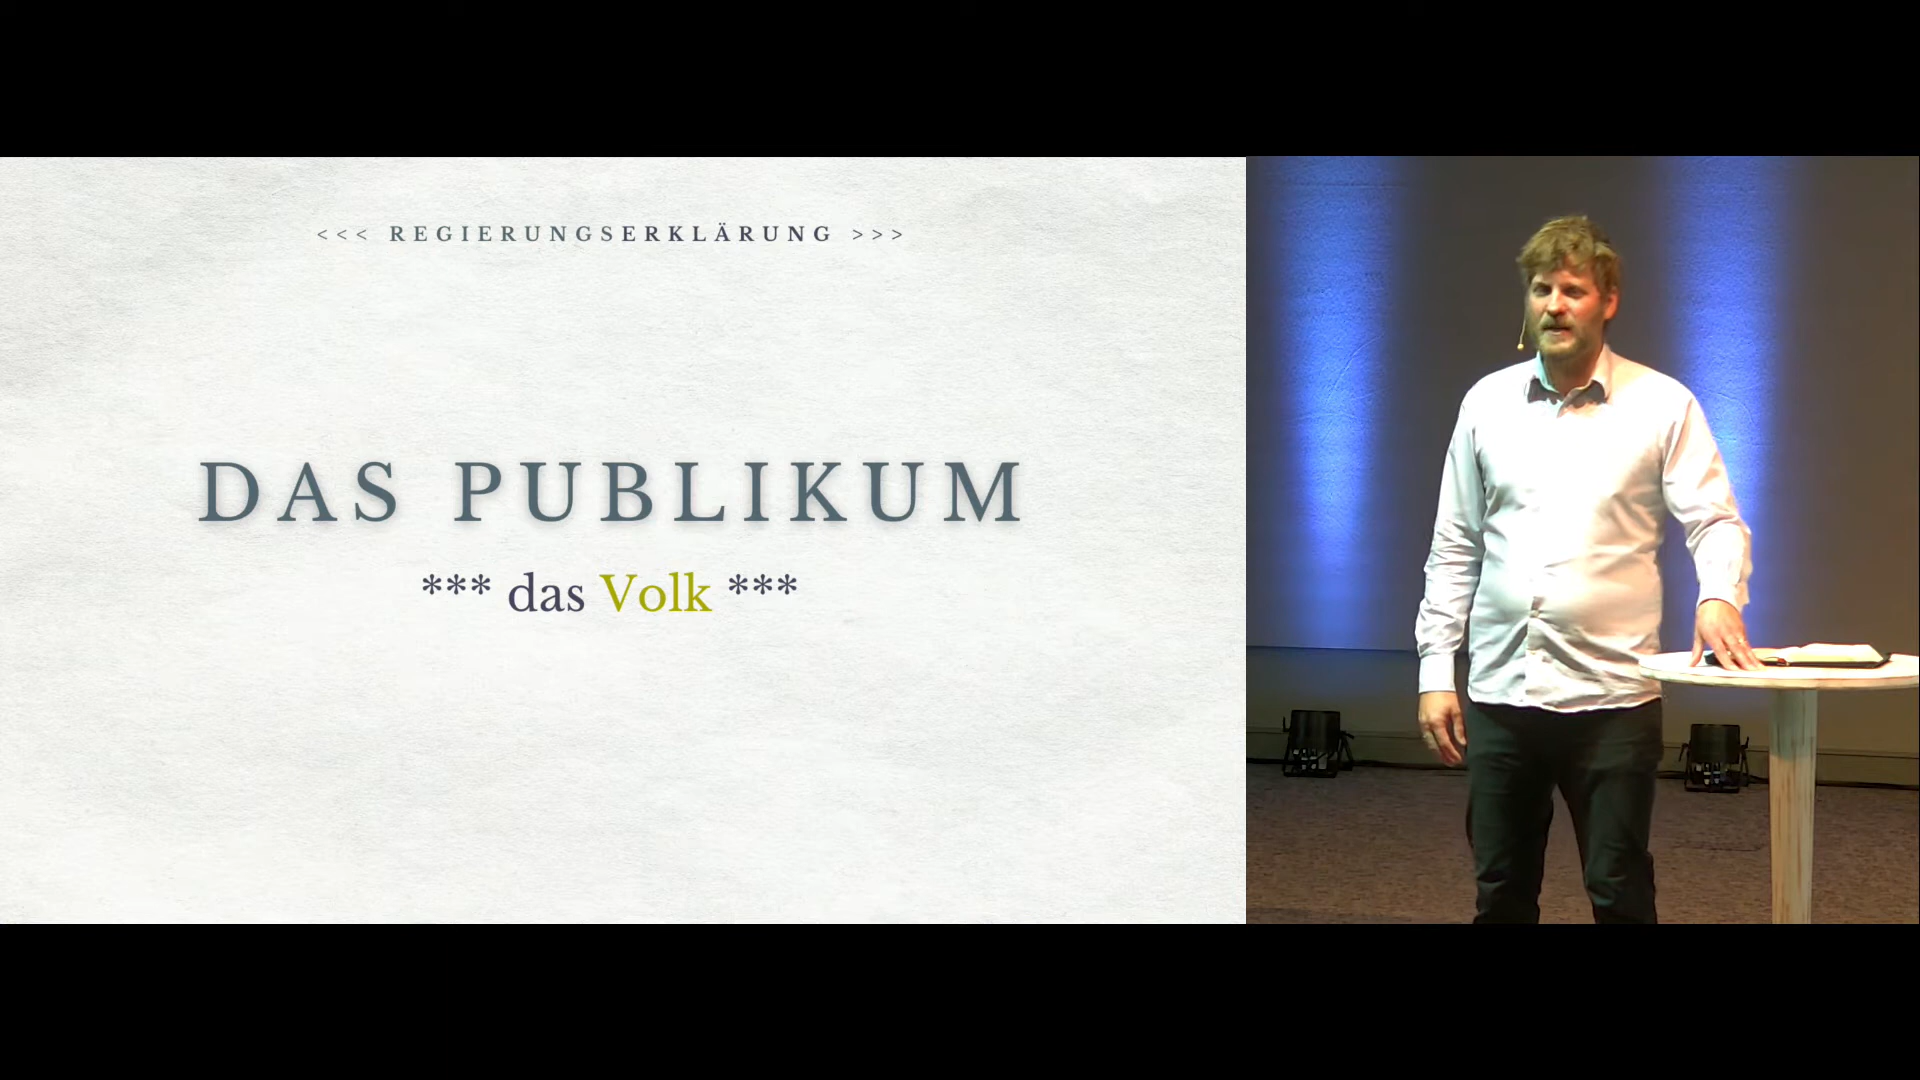 <<< REGIERUNGSERKLÄRUNG >>>
DAS PUBLIKUM
*** das Volk ***